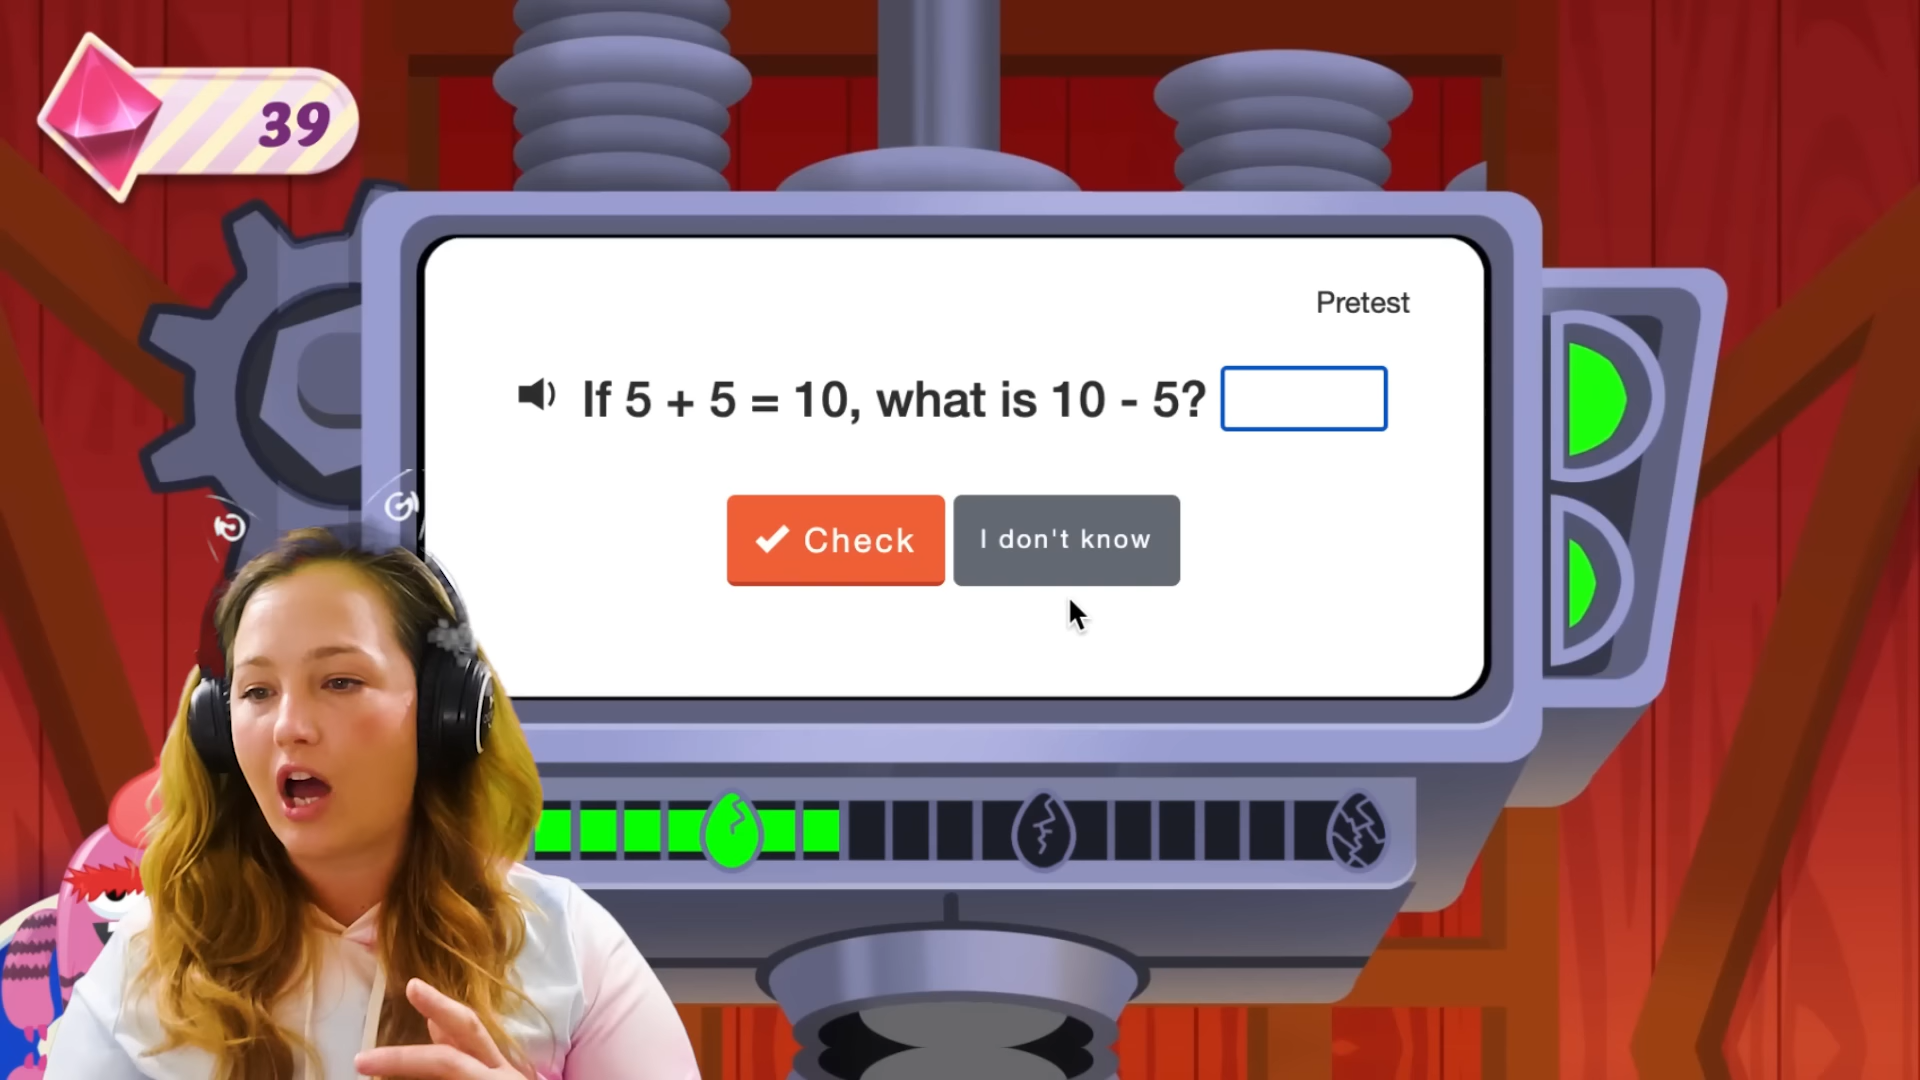 39
Pretest
If 5 + 5 = 10, what is 10 - 5?
Check
I don't know